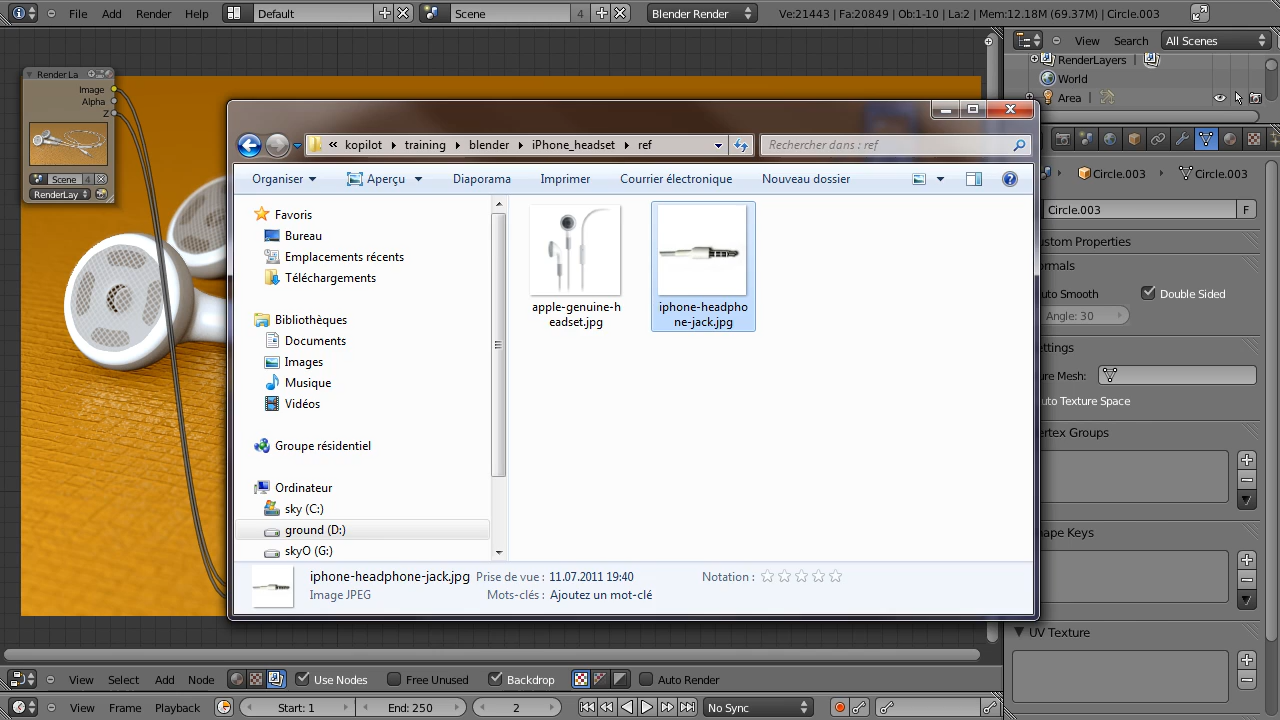 File Add Render Help Default Scene 4 Blender Render Ve:21443 | Fa:20849 | Ob:1-10 | La:2 | Mem:12.18M (69.37M) | Circle.003
View Search All Scenes
RenderLayers |
World
Area |
Render La
Image
Alpha
Z
Scene 4
RenderLay
« kopilot training blender iPhone_headset ref Rechercher dans : ref
Organiser Aperçu Diaporama Imprimer Courrier électronique Nouveau dossier
Favoris
Bureau
Emplacements récents
Téléchargements
Bibliothèques
Documents
Images
Musique
Vidéos
Groupe résidentiel
Ordinateur
sky (C:)
ground (D:)
skyO (G:)
apple-genuine-h
eadset.jpg
iphone-headpho
ne-jack.jpg
iphone-headphone-jack.jpg Prise de vue : 11.07.2011 19:40 Notation :
Image JPEG Mots-clés : Ajoutez un mot-clé
Circle.003 Circle.003
Circle.003 F
ustom Properties
ormals
uto Smooth Double Sided
Angle: 30
ettings
ure Mesh:
uto Texture Space
ertex Groups
hape Keys
UV Texture
View Select Add Node Use Nodes Free Unused Backdrop Auto Render
View Frame Playback Start: 1 End: 250 2 No Sync